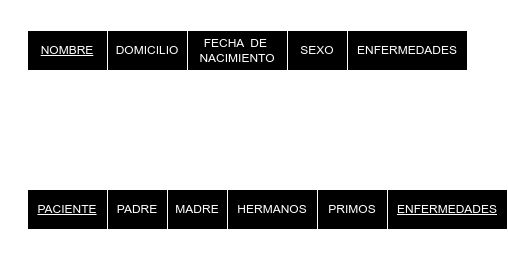 NOMBRE DOMICILIO FECHA DE NACIMIENTO SEXO ENFERMEDADES
PACIENTE PADRE MADRE HERMANOS PRIMOS ENFERMEDADES